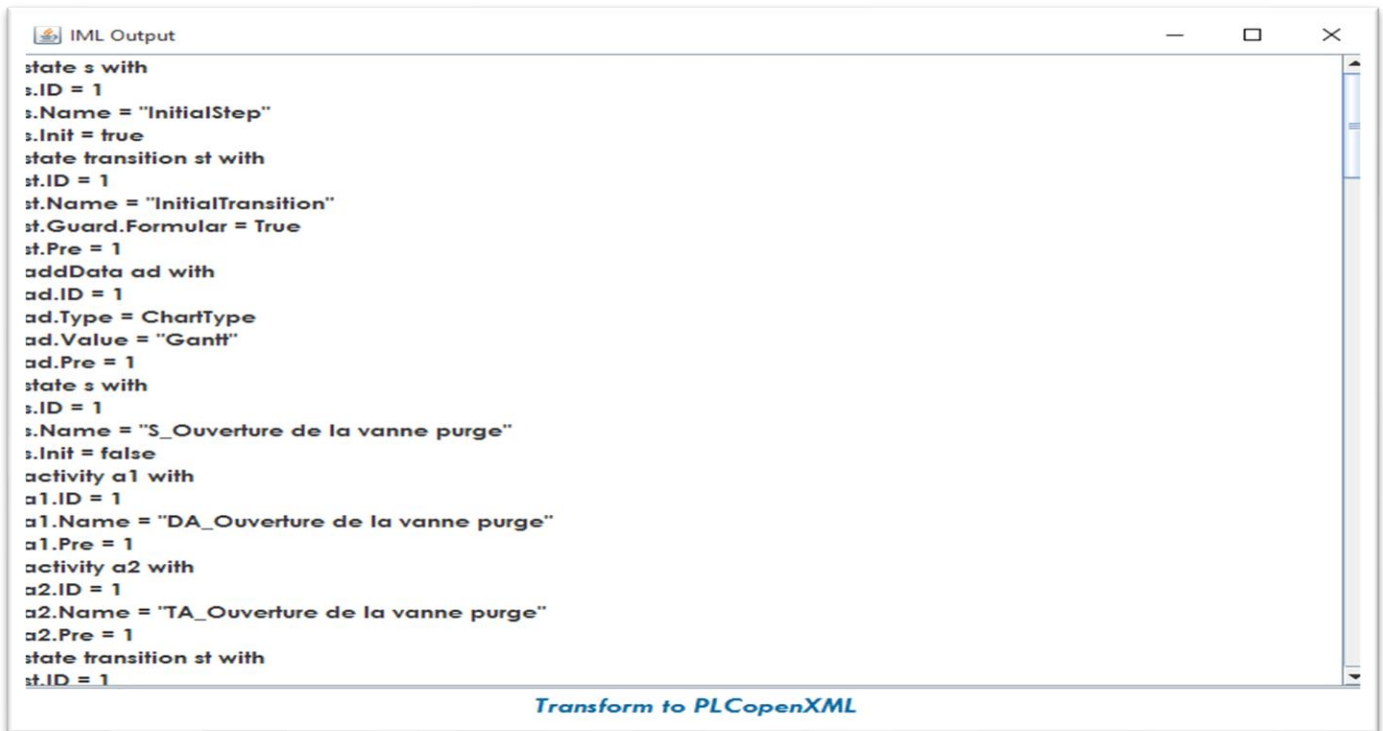 IML Output
state s with
s.ID = 1
s.Name = "InitialStep"
s.Init = true
state transition st with
st.ID = 1
st.Name = "InitialTransition"
st.Guard.Formular = True
st.Pre = 1
addData ad with
ad.ID = 1
ad.Type = ChartType
ad.Value = "Gantt"
ad.Pre = 1
state s with
s.ID = 1
s.Name = "S_Ouverture de la vanne purge"
s.Init = false
activity a1 with
a1.ID = 1
a1.Name = "DA_Ouverture de la vanne purge"
a1.Pre = 1
activity a2 with
a2.ID = 1
a2.Name = "TA_Ouverture de la vanne purge"
a2.Pre = 1
state transition st with
st.ID = 1
Transform to PLCopenXML